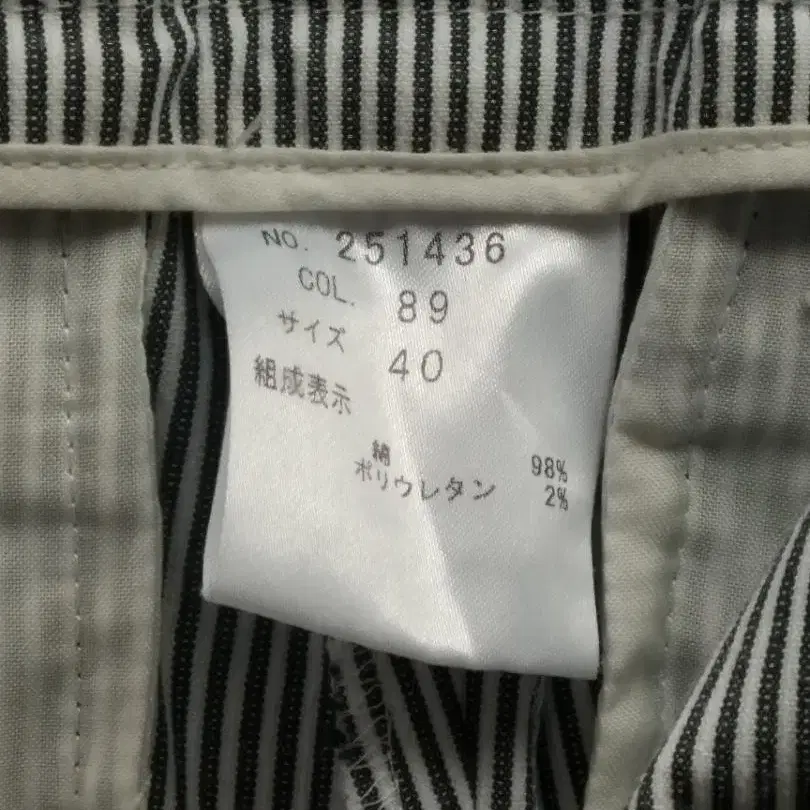 NO. 251436
COL. 89
サイズ 40
組成表示
綿 98%
ポリウレタン 2%